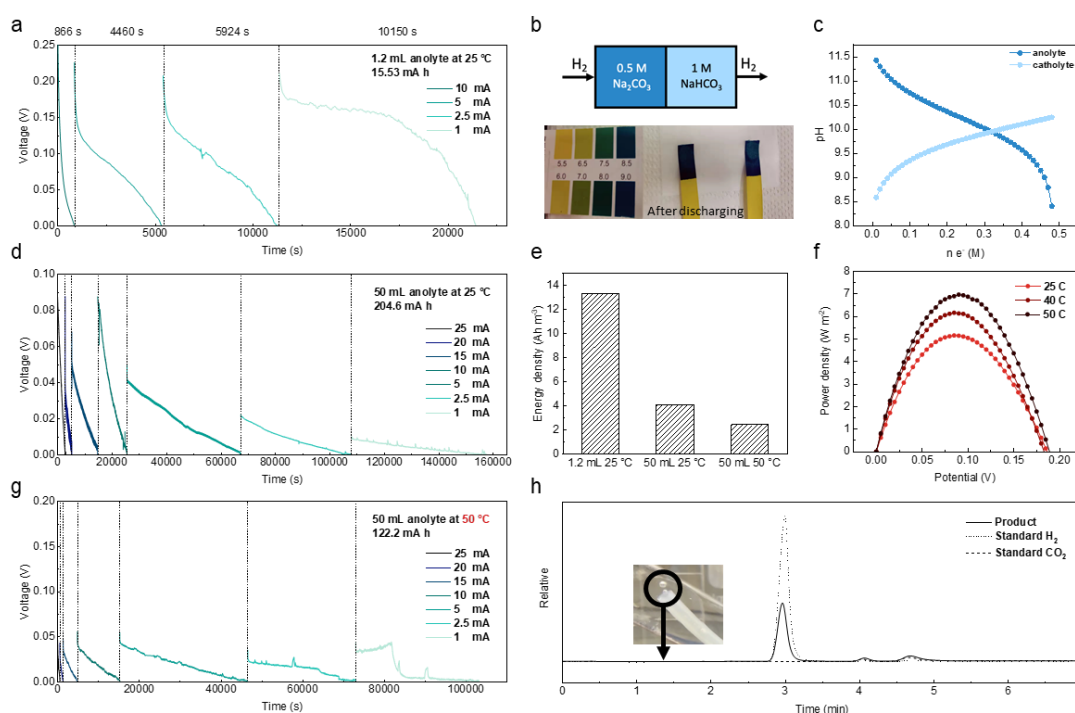 a
866 s 4460 s 5924 s 10150 s
1.2 mL anolyte at 25 °C
15.53 mA h
10 mA
5 mA
2.5 mA
1 mA
0.25
0.20
0.15
0.10
0.05
0.00
Voltage (V)
0 5000 10000 15000 20000
Time (s)
b
H2
0.5 M
Na2CO3
1 M
NaHCO3
H2
5.5 6.5 7.5 8.5
6.0 7.0 8.0 9.0
After discharging
c
anolyte
catholyte
11.5
11.0
10.5
10.0
9.5
9.0
8.5
8.0
pH
0.0 0.1 0.2 0.3 0.4 0.5
n e- (M)
d
50 mL anolyte at 25 °C
204.6 mA h
25 mA
20 mA
15 mA
10 mA
5 mA
2.5 mA
1 mA
0.10
0.08
0.06
0.04
0.02
0.00
Voltage (V)
0 20000 40000 60000 80000 100000 120000 140000 160000
Time (s)
e
14
12
10
8
6
4
2
0
Energy density (Ah m-3)
1.2 mL 25 °C 50 mL 25 °C 50 mL 50 °C
f
25 C
40 C
50 C
8
7
6
5
4
3
2
1
0
Power density (W m-2)
0.00 0.05 0.10 0.15 0.20
Potential (V)
g
50 mL anolyte at 50 °C
122.2 mA h
25 mA
20 mA
15 mA
10 mA
5 mA
2.5 mA
1 mA
0.20
0.15
0.10
0.05
0.00
Voltage (V)
0 20000 40000 60000 80000 100000
Time (s)
h
Product
Standard H2
Standard CO2
Relative
0 1 2 3 4 5 6
Time (min)